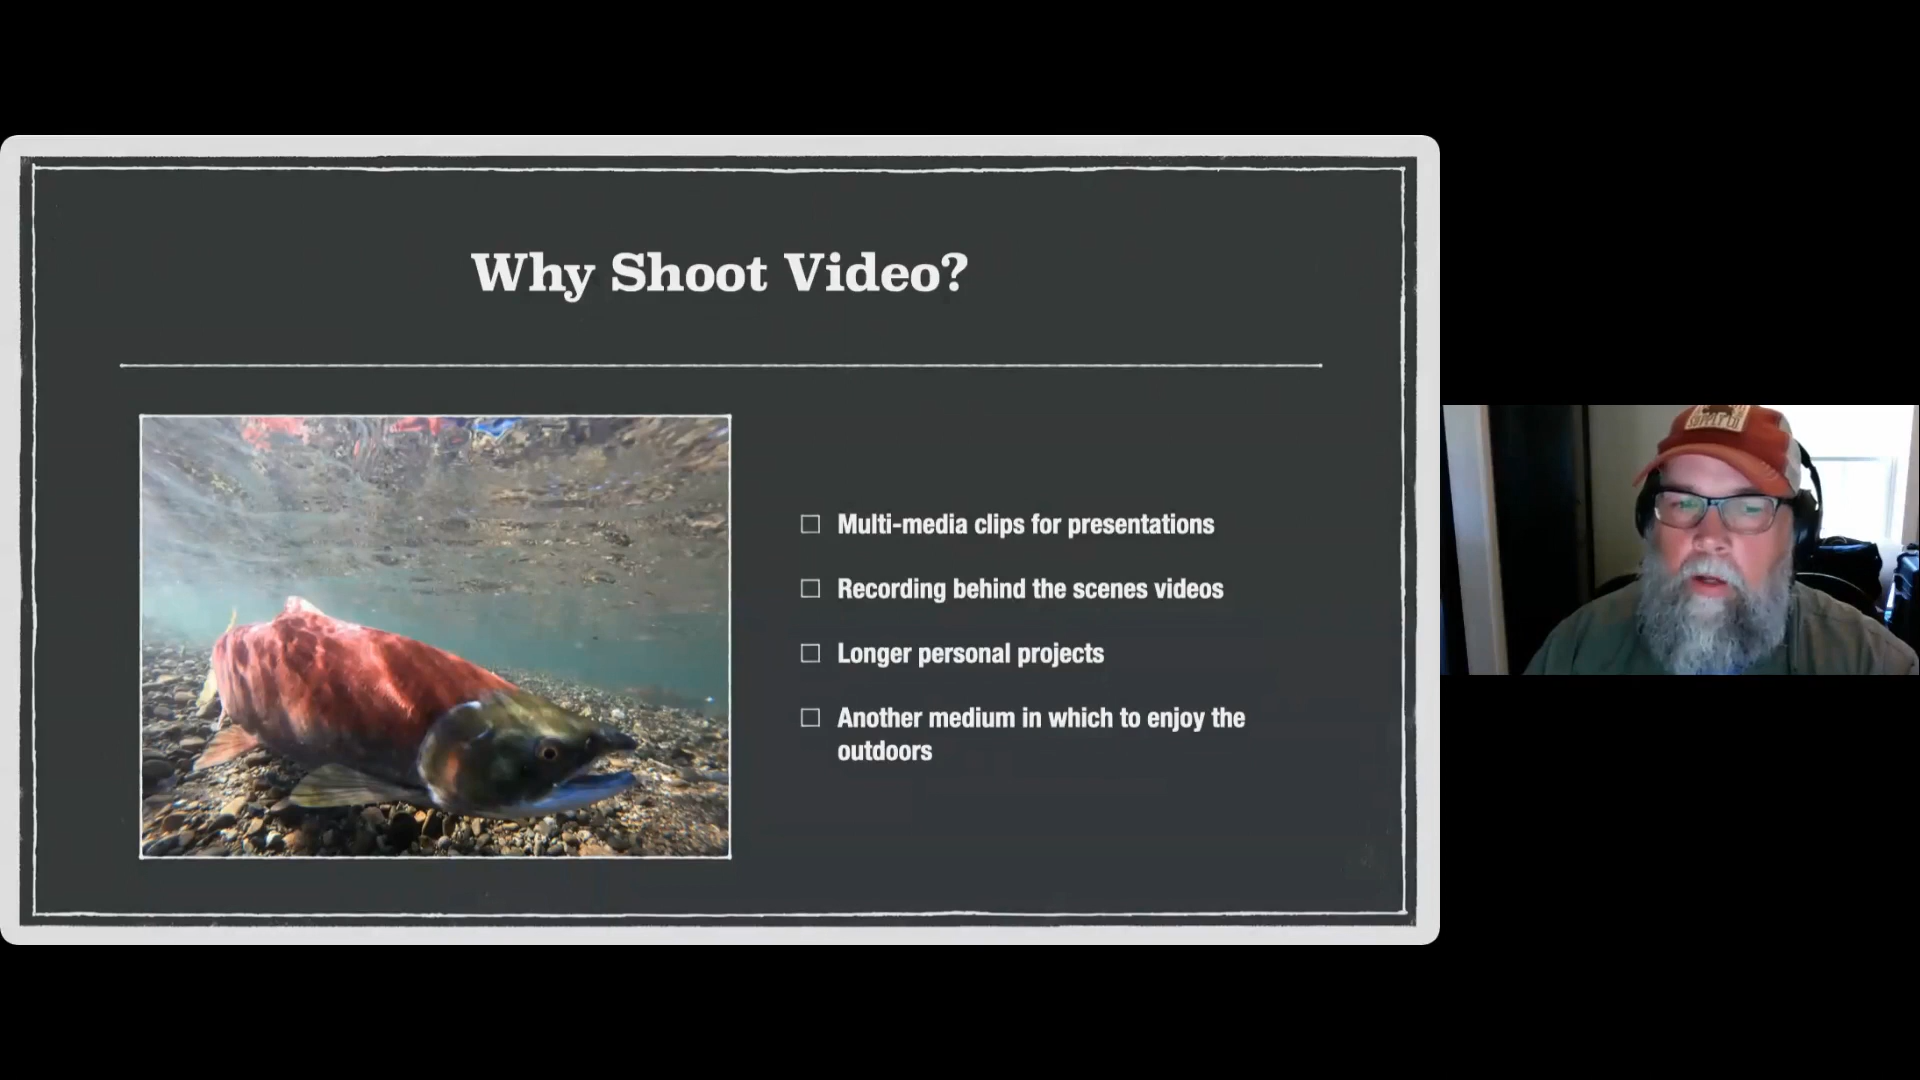 Why Shoot Video?
Multi-media clips for presentations
Recording behind the scenes videos
Longer personal projects
Another medium in which to enjoy the
outdoors